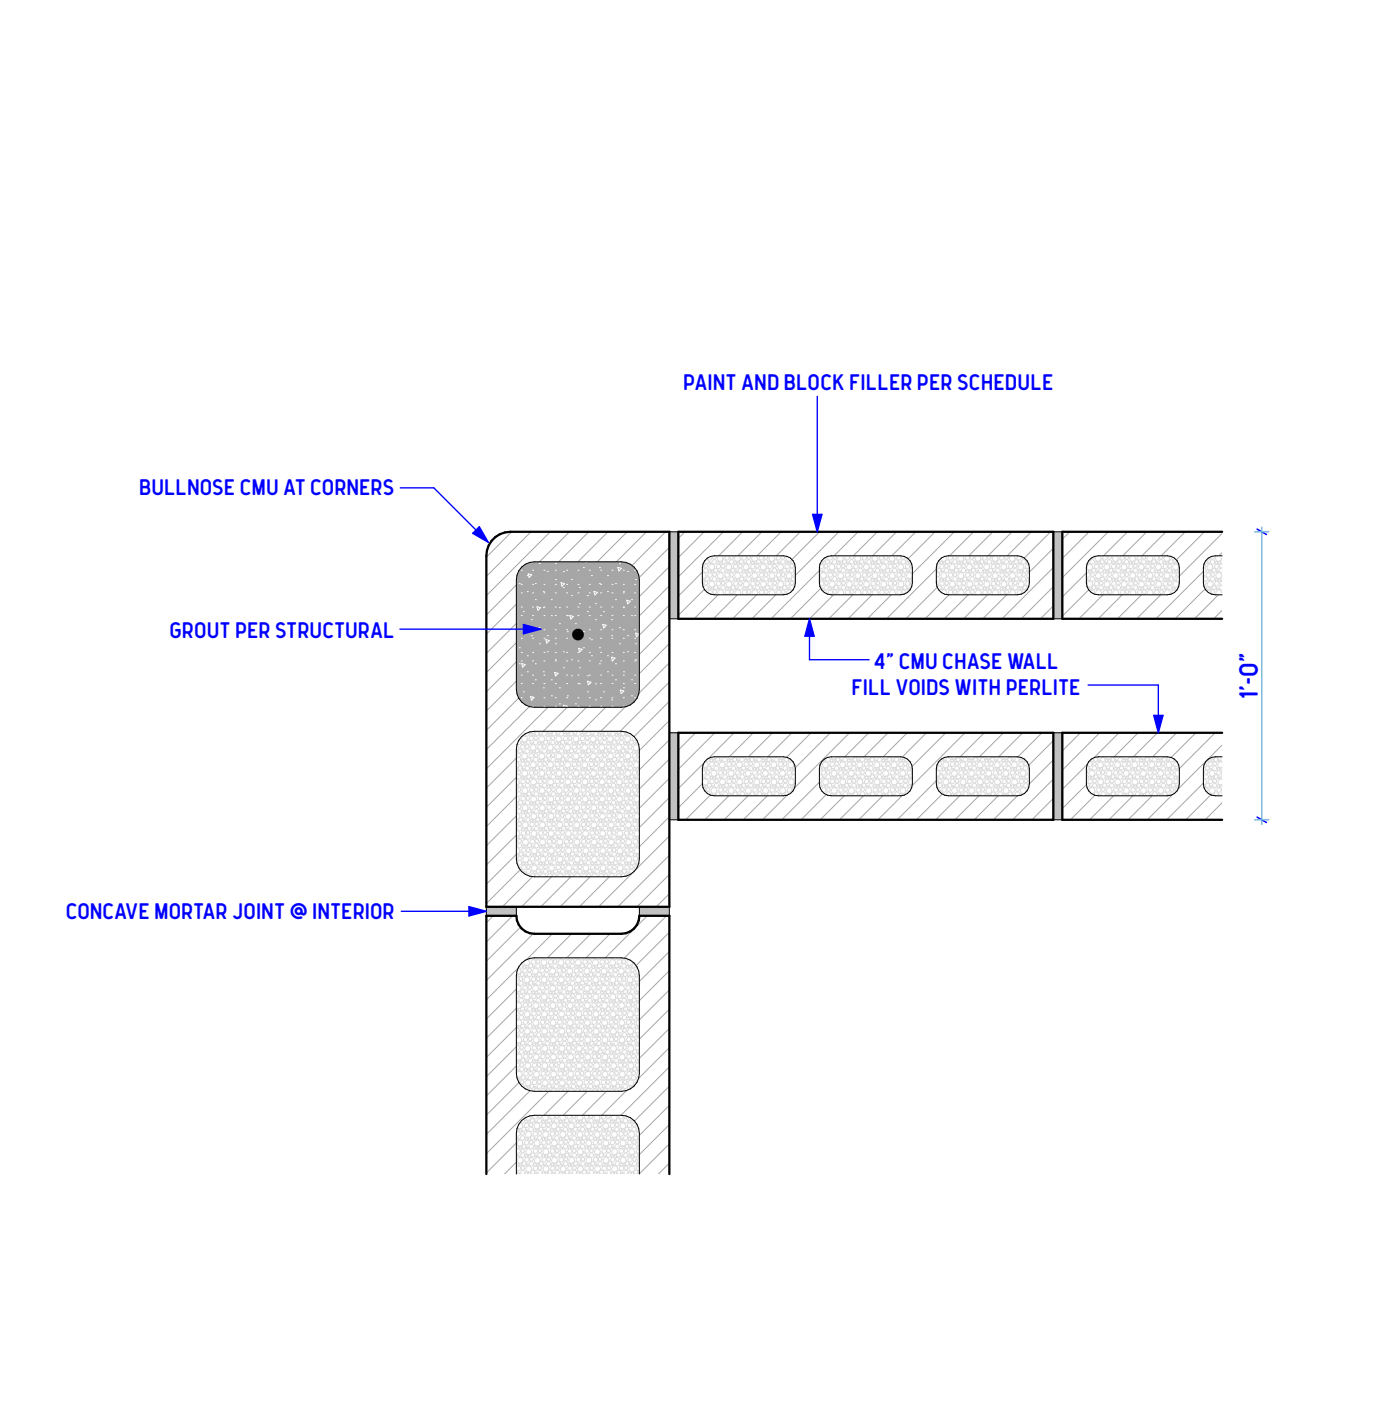 PAINT AND BLOCK FILLER PER SCHEDULE
BULLNOSE CMU AT CORNERS
GROUT PER STRUCTURAL
4" CMU CHASE WALL
FILL VOIDS WITH PERLITE
1'-0"
CONCAVE MORTAR JOINT @ INTERIOR